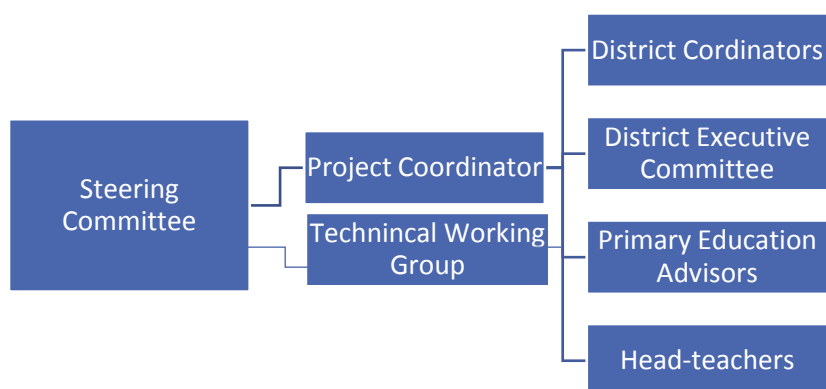 Steering
Committee
Project Coordinator
Technincal Working
Group
District Cordinators
District Executive
Committee
Primary Education
Advisors
Head-teachers